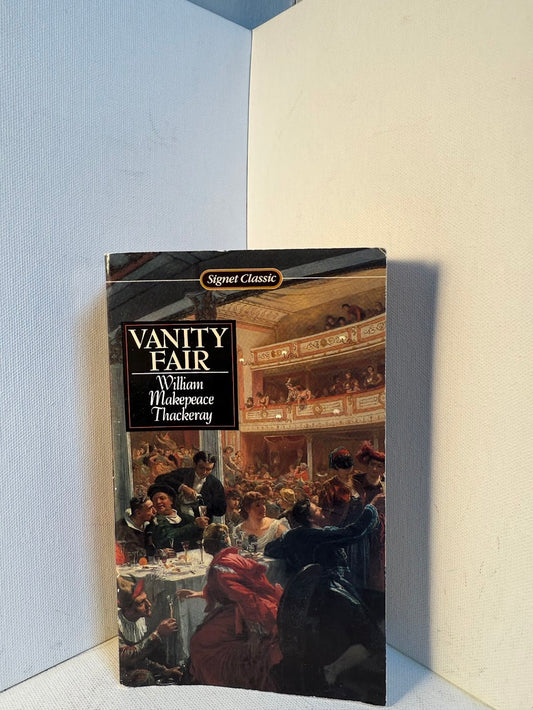 Signet Classic
VANITY
FAIR
William
Makepeace
Thackeray